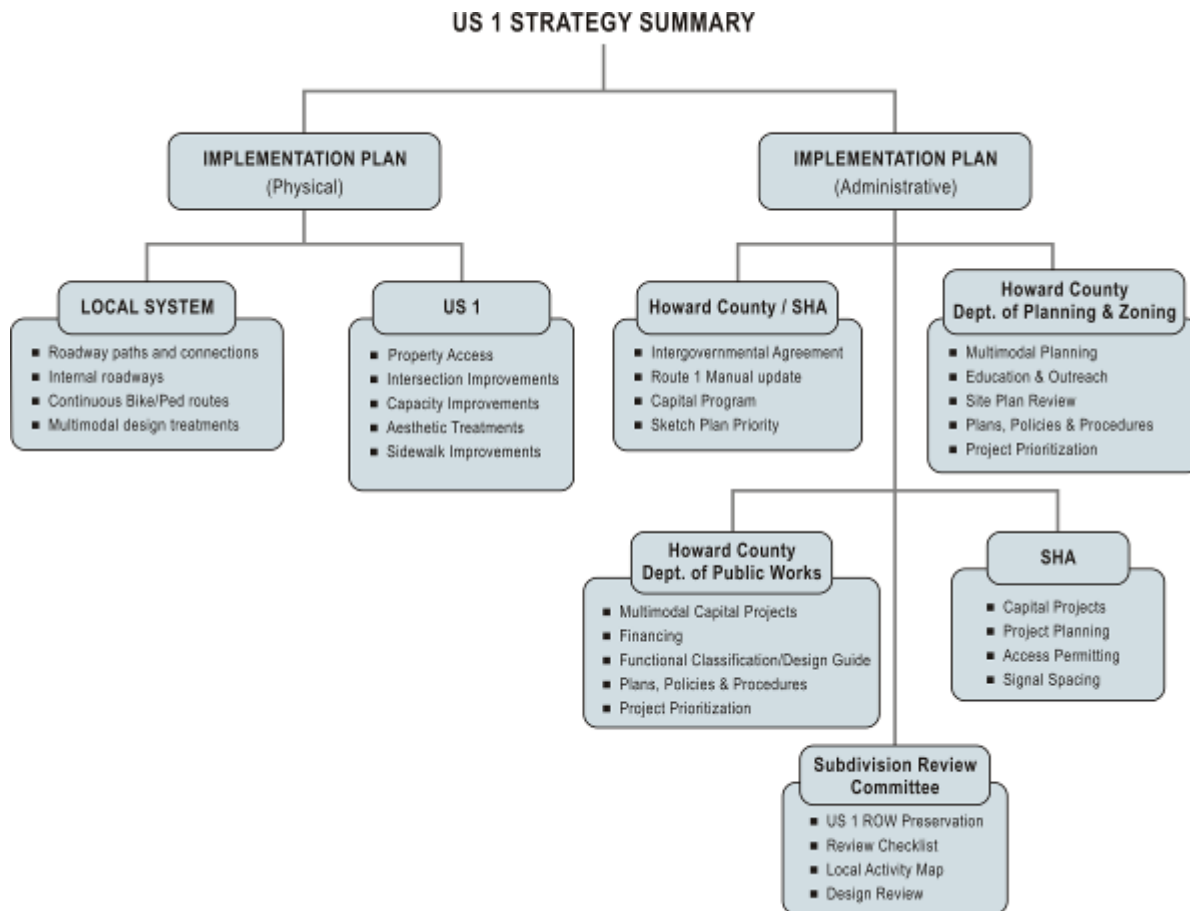 US 1 STRATEGY SUMMARY
IMPLEMENTATION PLAN
(Physical)
IMPLEMENTATION PLAN
(Administrative)
LOCAL SYSTEM
■ Roadway paths and connections
■ Internal roadways
■ Continuous Bike/Ped routes
■ Multimodal design treatments
US 1
■ Property Access
■ Intersection Improvements
■ Capacity Improvements
■ Aesthetic Treatments
■ Sidewalk Improvements
Howard County / SHA
■ Intergovernmental Agreement
■ Route 1 Manual update
■ Capital Program
■ Sketch Plan Priority
Howard County
Dept. of Planning & Zoning
■ Multimodal Planning
■ Education & Outreach
■ Site Plan Review
■ Plans, Policies & Procedures
■ Project Prioritization
Howard County
Dept. of Public Works
■ Multimodal Capital Projects
■ Financing
■ Functional Classification/Design Guide
■ Plans, Policies & Procedures
■ Project Prioritization
SHA
■ Capital Projects
■ Project Planning
■ Access Permitting
■ Signal Spacing
Subdivision Review
Committee
■ US 1 ROW Preservation
■ Review Checklist
■ Local Activity Map
■ Design Review